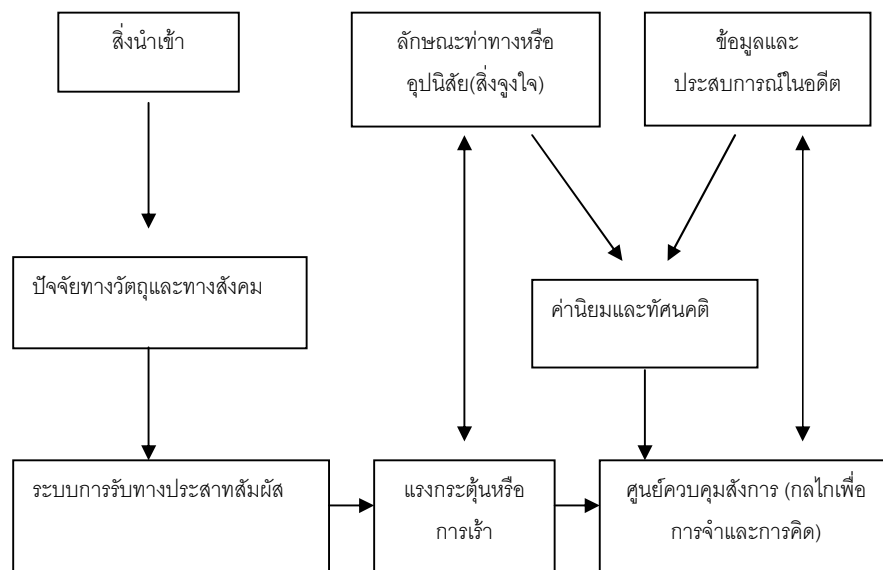 สิ่งนำเข้า
ลักษณะท่าทางหรือ
อุปนิสัย(สิ่งจูงใจ)
ข้อมูลและ
ประสบการณ์ในอดีต
ปัจจัยทางวัตถุและทางสังคม
ค่านิยมและทัศนคติ
ระบบการรับทางประสาทสัมผัส
แรงกระตุ้นหรือ
การเร้า
ศูนย์ควบคุมสังการ (กลไกเพื่อ
การจำและการคิด)